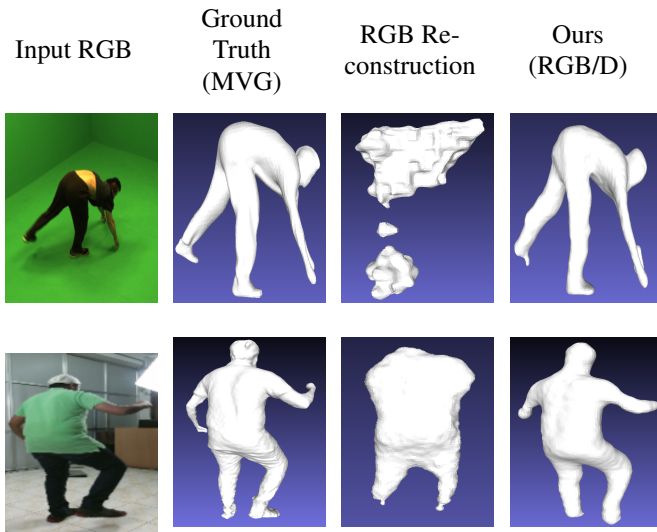 Input RGB
Ground
Truth
(MVG)
RGB Re-
construction
Ours
(RGB/D)